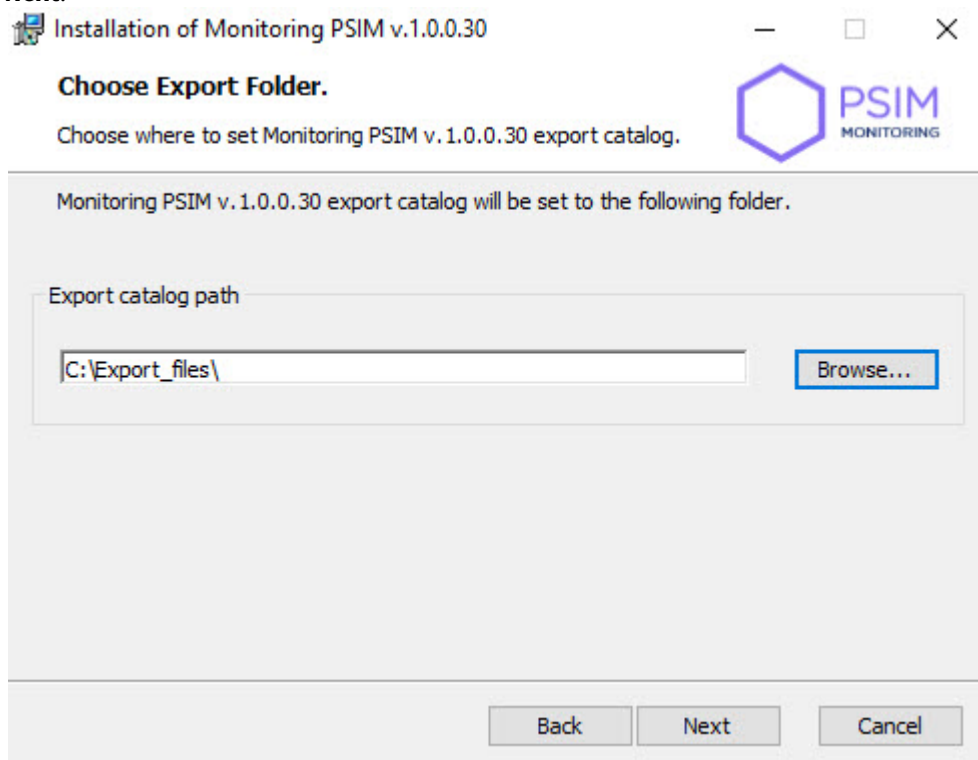 Installation of Monitoring PSIM v.1.0.0.30
Choose Export Folder.
Choose where to set Monitoring PSIM v.1.0.0.30 export catalog.
PSIM
MONITORING
Monitoring PSIM v.1.0.0.30 export catalog will be set to the following folder.
Export catalog path
C:\Export_files\
Browse...
Back
Next
Cancel